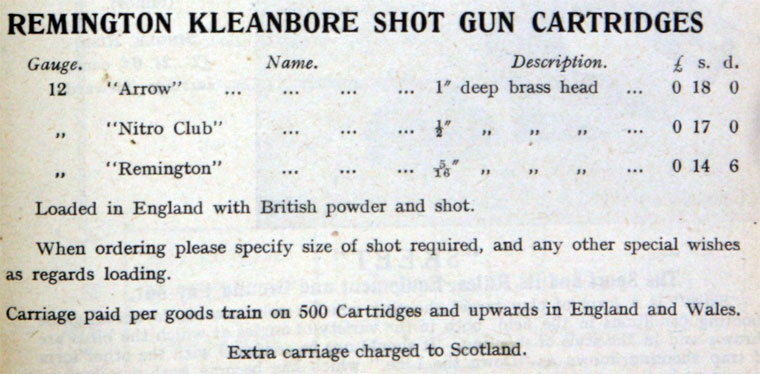 REMINGTON KLEANBORE SHOT GUN CARTRIDGES
Gauge. Name. Description. £ s. d.
12 "Arrow" ... ... ... ... 1″ deep brass head ... 0 18 0
„ "Nitro Club" ... ... ... ½″ „ „ „ ... 0 17 0
„ "Remington" ... ... ... 5/16″ „ „ „ ... 0 14 6
Loaded in England with British powder and shot.
When ordering please specify size of shot required, and any other special wishes
as regards loading.
Carriage paid per goods train on 500 Cartridges and upwards in England and Wales.
Extra carriage charged to Scotland.